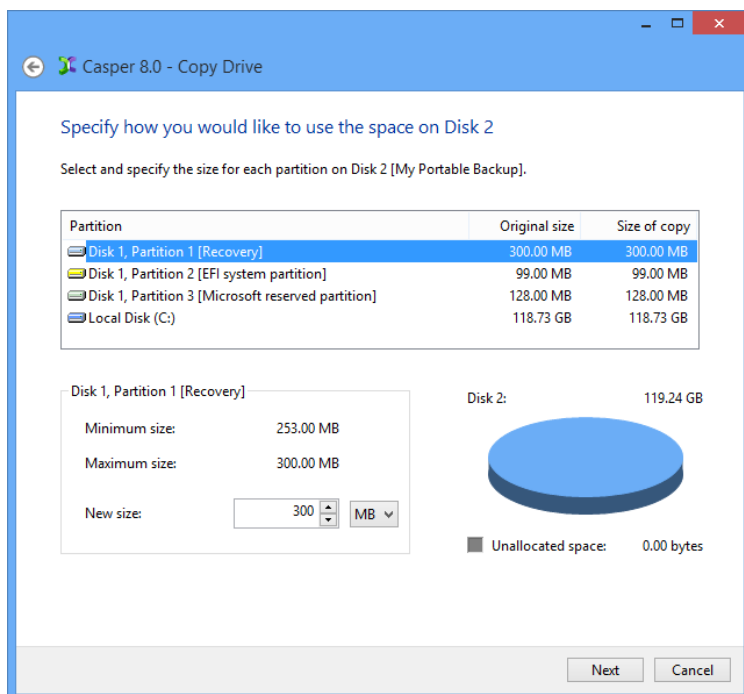 Casper 8.0 - Copy Drive
Specify how you would like to use the space on Disk 2
Select and specify the size for each partition on Disk 2 [My Portable Backup].
Partition Original size Size of copy
Disk 1, Partition 1 [Recovery] 300.00 MB 300.00 MB
Disk 1, Partition 2 [EFI system partition] 99.00 MB 99.00 MB
Disk 1, Partition 3 [Microsoft reserved partition] 128.00 MB 128.00 MB
Local Disk (C:) 118.73 GB 118.73 GB
Disk 1, Partition 1 [Recovery]
Minimum size: 253.00 MB
Maximum size: 300.00 MB
New size: 300 MB
Disk 2: 119.24 GB
Unallocated space: 0.00 bytes
Next Cancel